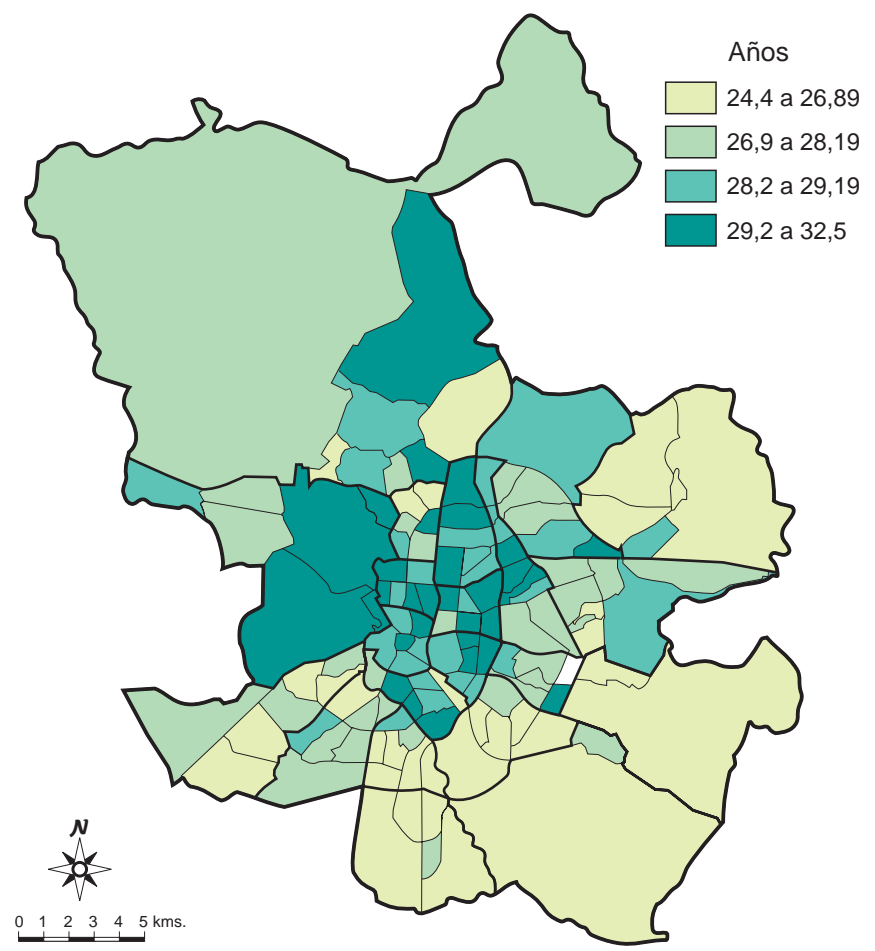 Años
24,4 a 26,89
26,9 a 28,19
28,2 a 29,19
29,2 a 32,5
N
0 1 2 3 4 5 kms.